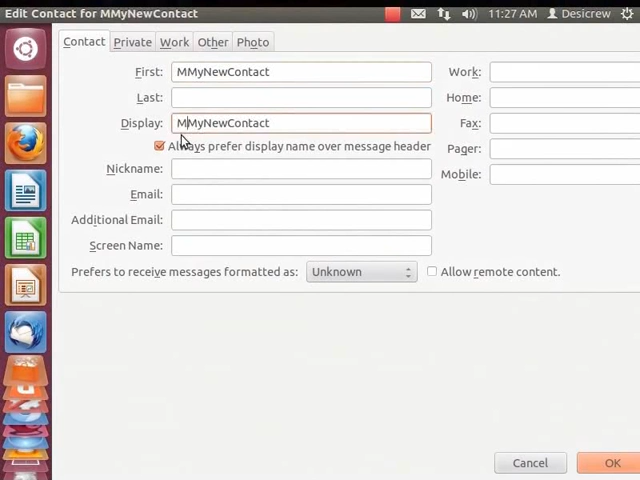 Edit Contact for MMyNewContact 11:27 AM Desicrew
Contact Private Work Other Photo
First: MMyNewContact Work:
Last: Home:
Display: MMyNewContact Fax:
Always prefer display name over message header Pager:
Nickname: Mobile:
Email:
Additional Email:
Screen Name:
Prefers to receive messages formatted as: Unknown Allow remote content.
Cancel OK